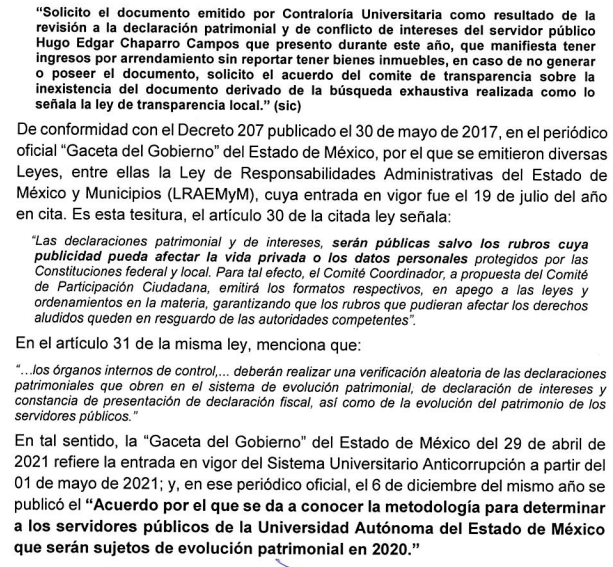 “Solicito el documento emitido por Contraloría Universitaria como resultado de la
revisión a la declaración patrimonial y de conflicto de intereses del servidor público
Hugo Edgar Chaparro Campos que presento durante este año, que manifiesta tener
ingresos por arrendamiento sin reportar tener bienes inmuebles, en caso de no generar
o poseer el documento, solicito el acuerdo del comite de transparencia sobre la
inexistencia del documento derivado de la búsqueda exhaustiva realizada como lo
señala la ley de transparencia local.” (sic)
De conformidad con el Decreto 207 publicado el 30 de mayo de 2017, en el periódico
oficial “Gaceta del Gobierno” del Estado de México, por el que se emitieron diversas
Leyes, entre ellas la Ley de Responsabilidades Administrativas del Estado de
México y Municipios (LRAEMyM), cuya entrada en vigor fue el 19 de julio del año
en cita. Es esta tesitura, el artículo 30 de la citada ley señala:
“Las declaraciones patrimonial y de intereses, serán públicas salvo los rubros cuya
publicidad pueda afectar la vida privada o los datos personales protegidos por las
Constituciones federal y local. Para tal efecto, el Comité Coordinador, a propuesta del Comité
de Participación Ciudadana, emitirá los formatos respectivos, en apego a las leyes y
ordenamientos en la materia, garantizando que los rubros que pudieran afectar los derechos
aludidos queden en resguardo de las autoridades competentes”.
En el artículo 31 de la misma ley, menciona que:
“…los órganos internos de control,... deberán realizar una verificación aleatoria de las declaraciones
patrimoniales que obren en el sistema de evolución patrimonial, de declaración de intereses y
constancia de presentación de declaración fiscal, así como de la evolución del patrimonio de los
servidores públicos.”
En tal sentido, la “Gaceta del Gobierno” del Estado de México del 29 de abril de
2021 refiere la entrada en vigor del Sistema Universitario Anticorrupción a partir del
01 de mayo de 2021; y, en ese periódico oficial, el 6 de diciembre del mismo año se
publicó el “Acuerdo por el que se da a conocer la metodología para determinar
a los servidores públicos de la Universidad Autónoma del Estado de México
que serán sujetos de evolución patrimonial en 2020.”